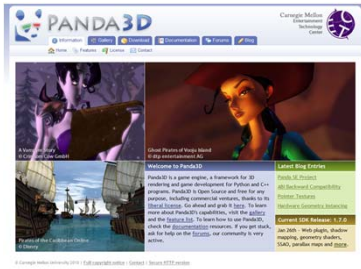 PANDA3D
Carnegie Mellon
Entertainment
Technology
Center
Information
Gallery
Download
Documentation
Forums
Blog
Home
Features
License
Contact
A Vampyre Story
Ghost Pirates of Vooju Island
© dtp entertainment AG
Pirates of the Caribbean Online
© Disney
Welcome to Panda3D
Panda3D is a game engine, a framework for 3D
rendering and game development for Python and C++
programs. Panda3D is Open Source and free for any
purpose, including commercial ventures, thanks to its
liberal license. Go ahead and grab it here. To learn
more about Panda3D's capabilities, visit the gallery
and the feature list. To learn how to use Panda3D,
check the documentation resources. If you get stuck,
ask for help on the forums, our community is very
active.
Latest Blog Entries
Panda SE Project
ABI Backward Compatibility
Pointer Textures
Hardware Geometry Instancing
Current SDK Release: 1.7.0
Jan 26th - Web plugin, shadow
mapping, geometry shaders,
SSAO, parallax maps and more.
© Carnegie Mellon University 2010 | Full copyright notice - Contact | Secure HTTP version.